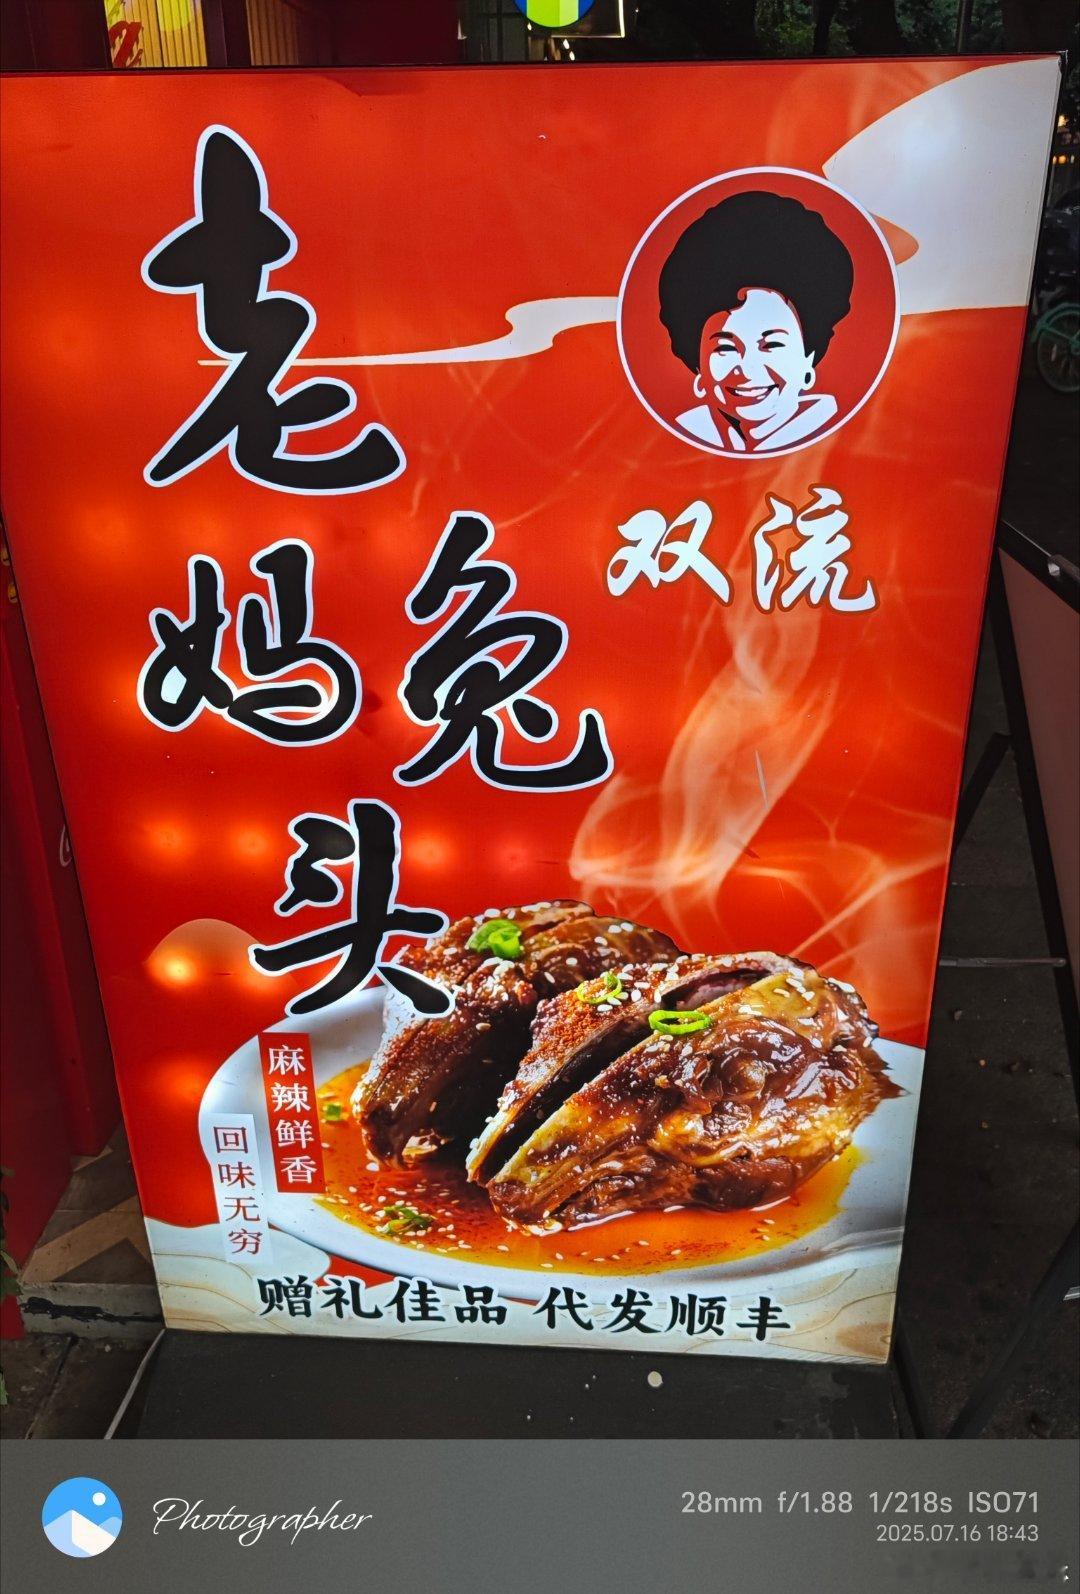 双流
老
妈兔
头
麻辣鲜香
回味无穷
赠礼佳品 代发顺丰
Photographer
28mm f/1.88 1/218s ISO71
2025.07.16 18:43